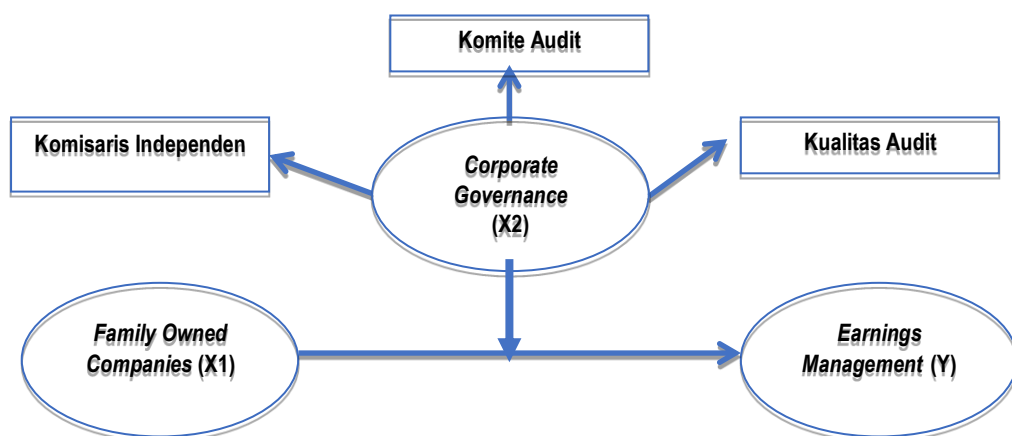 Komite Audit
Komisaris Independen
Kualitas Audit
Corporate
Governance
(X2)
Family Owned
Companies (X1)
Earnings
Management (Y)